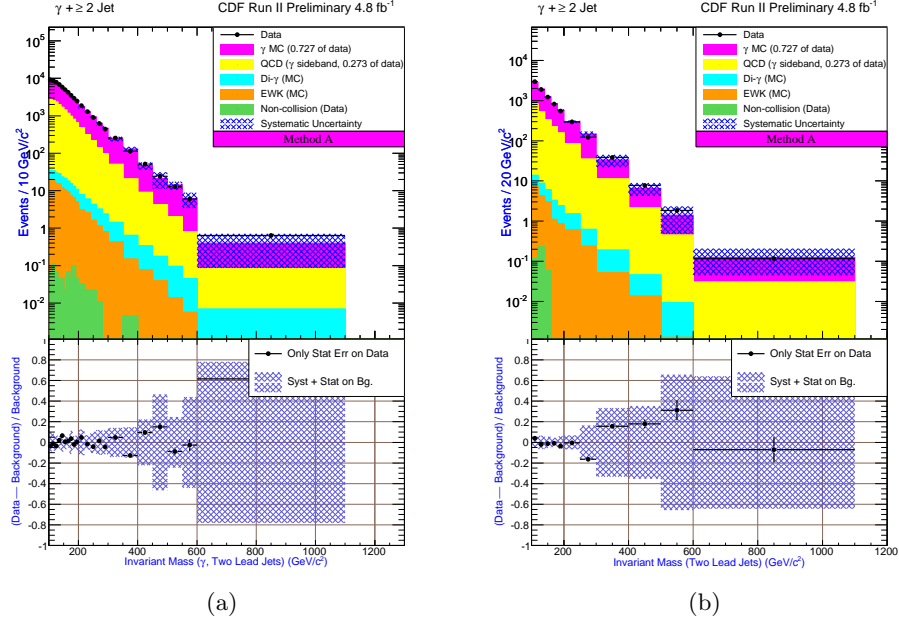 γ + ≥ 2 Jet
CDF Run II Preliminary 4.8 fb⁻¹
Data
γ MC (0.727 of data)
QCD (γ sideband, 0.273 of data)
Di-γ (MC)
EWK (MC)
Non-collision (Data)
Systematic Uncertainty
Method A
Events / 10 GeV/c²
10⁵
10⁴
10³
10²
10
1
10⁻¹
10⁻²
Only Stat Err on Data
Syst + Stat on Bg.
(Data — Background) / Background
1
0.8
0.6
0.4
0.2
0
-0.2
-0.4
-0.6
-0.8
-1
200 400 600 800 1000 1200
Invariant Mass (γ, Two Lead Jets) (GeV/c²)
(a)
γ + ≥ 2 Jet
CDF Run II Preliminary 4.8 fb⁻¹
Data
γ MC (0.727 of data)
QCD (γ sideband, 0.273 of data)
Di-γ (MC)
EWK (MC)
Non-collision (Data)
Systematic Uncertainty
Method A
Events / 20 GeV/c²
10⁴
10³
10²
10
1
10⁻¹
10⁻²
Only Stat Err on Data
Syst + Stat on Bg.
(Data — Background) / Background
1
0.8
0.6
0.4
0.2
0
-0.2
-0.4
-0.6
-0.8
-1
200 400 600 800 1000 1200
Invariant Mass (Two Lead Jets) (GeV/c²)
(b)